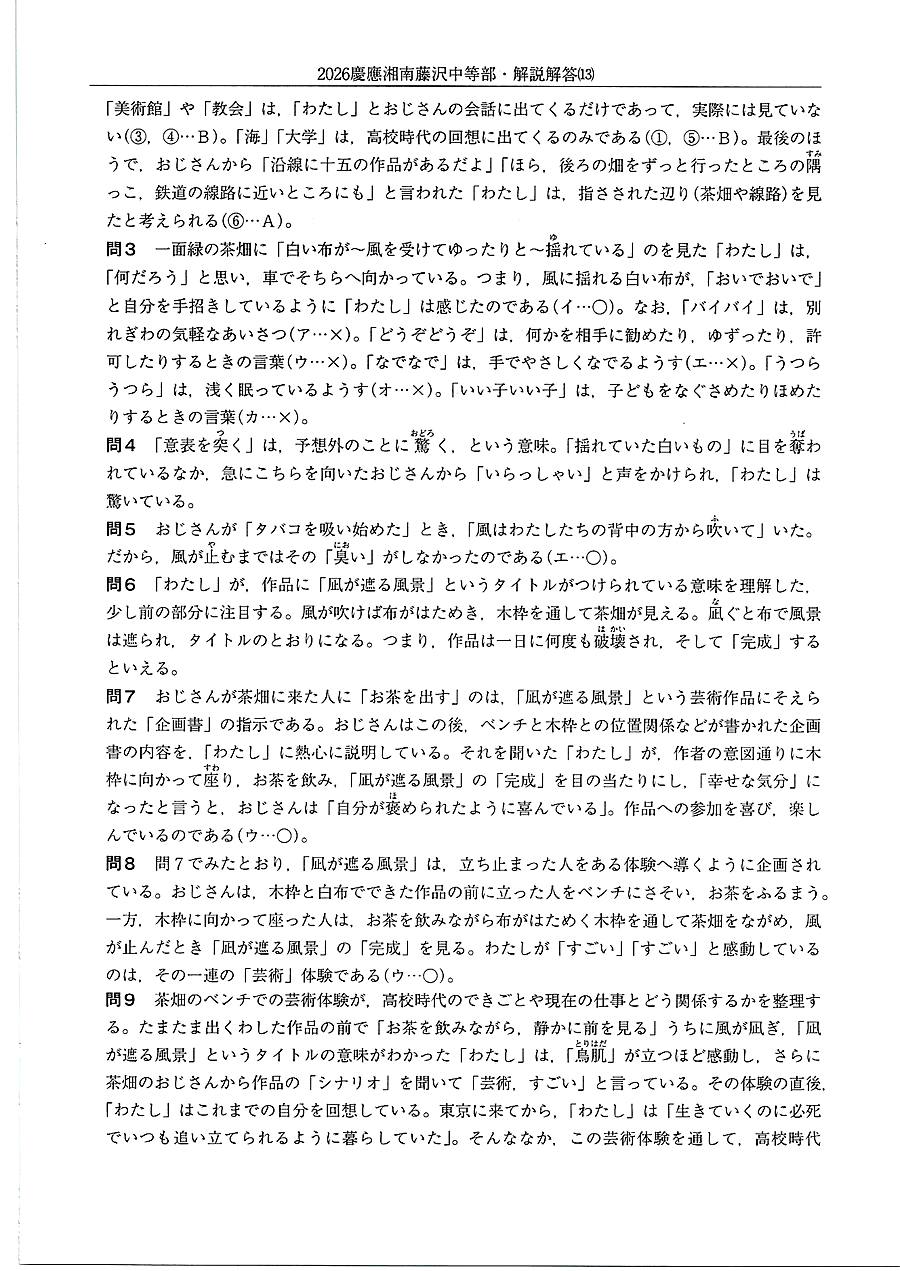 2026慶應湘南藤沢中等部・解説解答⒀
「美術館」や「教会」は，「わたし」とおじさんの会話に出てくるだけであって，実際には見ていな
い(③，④…Ｂ)。「海」「大学」は，高校時代の回想に出てくるのみである(①，⑤…Ｂ)。最後のほ
うで，おじさんから「沿線に十五の作品があるだよ」「ほら，後ろの畑をずっと行ったところの隅
っこ，鉄道の線路に近いところにも」と言われた「わたし」は，指さされた辺り(茶畑や線路)を見
たと考えられる(⑥…Ａ)。
問３　一面緑の茶畑に「白い布が～風を受けてゆったりと～揺れている」のを見た「わたし」は，
「何だろう」と思い，車でそちらへ向かっている。つまり，風に揺れる白い布が，「おいでおいで」
と自分を手招きしているように「わたし」は感じたのである(イ…○)。なお，「バイバイ」は，別
れぎわの気軽なあいさつ(ア…×)。「どうぞどうぞ」は，何かを相手に勧めたり，ゆずったり，許
可したりするときの言葉(ウ…×)。「なでなで」は，手でやさしくなでるようす(エ…×)。「うつら
うつら」は，浅く眠っているようす(オ…×)。「いい子いい子」は，子どもをなぐさめたりほめた
りするときの言葉(カ…×)。
問４　「意表を突く」は，予想外のことに驚く，という意味。「揺れていた白いもの」に目を奪わ
れているなか，急にこちらを向いたおじさんから「いらっしゃい」と声をかけられ，「わたし」は
驚いている。
問５　おじさんが「タバコを吸い始めた」とき，「風はわたしたちの背中の方から吹いて」いた。
だから，風が止むまではその「臭い」がしなかったのである(エ…○)。
問６　「わたし」が，作品に「凪が遮る風景」というタイトルがつけられている意味を理解した，
少し前の部分に注目する。風が吹けば布がはためき，木枠を通して茶畑が見える。凪ぐと布で風景
は遮られ，タイトルのとおりになる。つまり，作品は一日に何度も破壊され，そして「完成」する
といえる。
問７　おじさんが茶畑に来た人に「お茶を出す」のは，「凪が遮る風景」という芸術作品にそえら
れた「企画書」の指示である。おじさんはこの後，ベンチと木枠との位置関係などが書かれた企画
書の内容を，「わたし」に熱心に説明している。それを聞いた「わたし」が，作者の意図通りに木
枠に向かって座り，お茶を飲み，「凪が遮る風景」の「完成」を目の当たりにし，「幸せな気分」に
なったと言うと，おじさんは「自分が褒められたように喜んでいる」。作品への参加を喜び，楽し
んでいるのである(ウ…○)。
問８　問７でみたとおり，「凪が遮る風景」は，立ち止まった人をある体験へ導くように企画され
ている。おじさんは，木枠と白布でできた作品の前に立った人をベンチにさそい，お茶をふるまう。
一方，木枠に向かって座った人は，お茶を飲みながら布がはためく木枠を通して茶畑をながめ，風
が止んだとき「凪が遮る風景」の「完成」を見る。わたしが「すごい」「すごい」と感動している
のは，その一連の「芸術」体験である(ウ…○)。
問９　茶畑のベンチでの芸術体験が，高校時代のできごとや現在の仕事とどう関係するかを整理す
る。たまたま出くわした作品の前で「お茶を飲みながら，静かに前を見る」うちに風が凪ぎ，「凪
が遮る風景」というタイトルの意味がわかった「わたし」は，「鳥肌」が立つほど感動し，さらに
茶畑のおじさんから作品の「シナリオ」を聞いて「芸術，すごい」と言っている。その体験の直後，
「わたし」はこれまでの自分を回想している。東京に来てから，「わたし」は「生きていくのに必死
でいつも追い立てられるように暮らしていた」。そんななか，この芸術体験を通して，高校時代